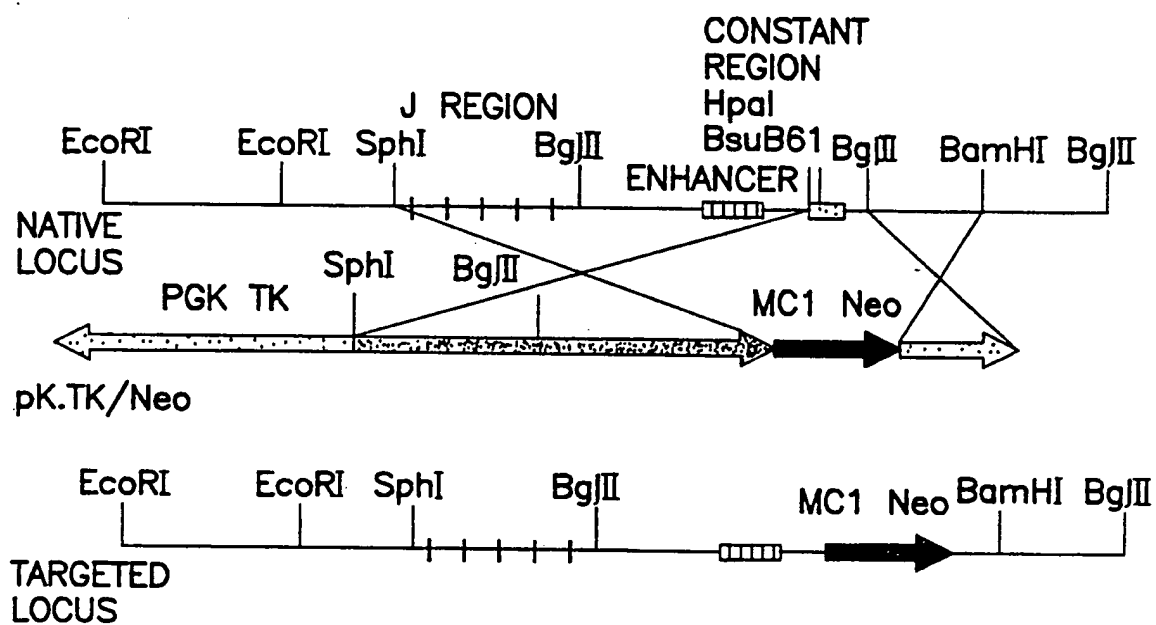 CONSTANT
REGION
HpaI
BsuB61
J REGION
EcoRI EcoRI SphI BglII BglII BamHI BglII
ENHANCER
NATIVE
LOCUS
SphI BglII
PGK TK MC1 Neo
pK.TK/Neo
EcoRI EcoRI SphI BglII MC1 Neo BamHI BglII
TARGETED
LOCUS